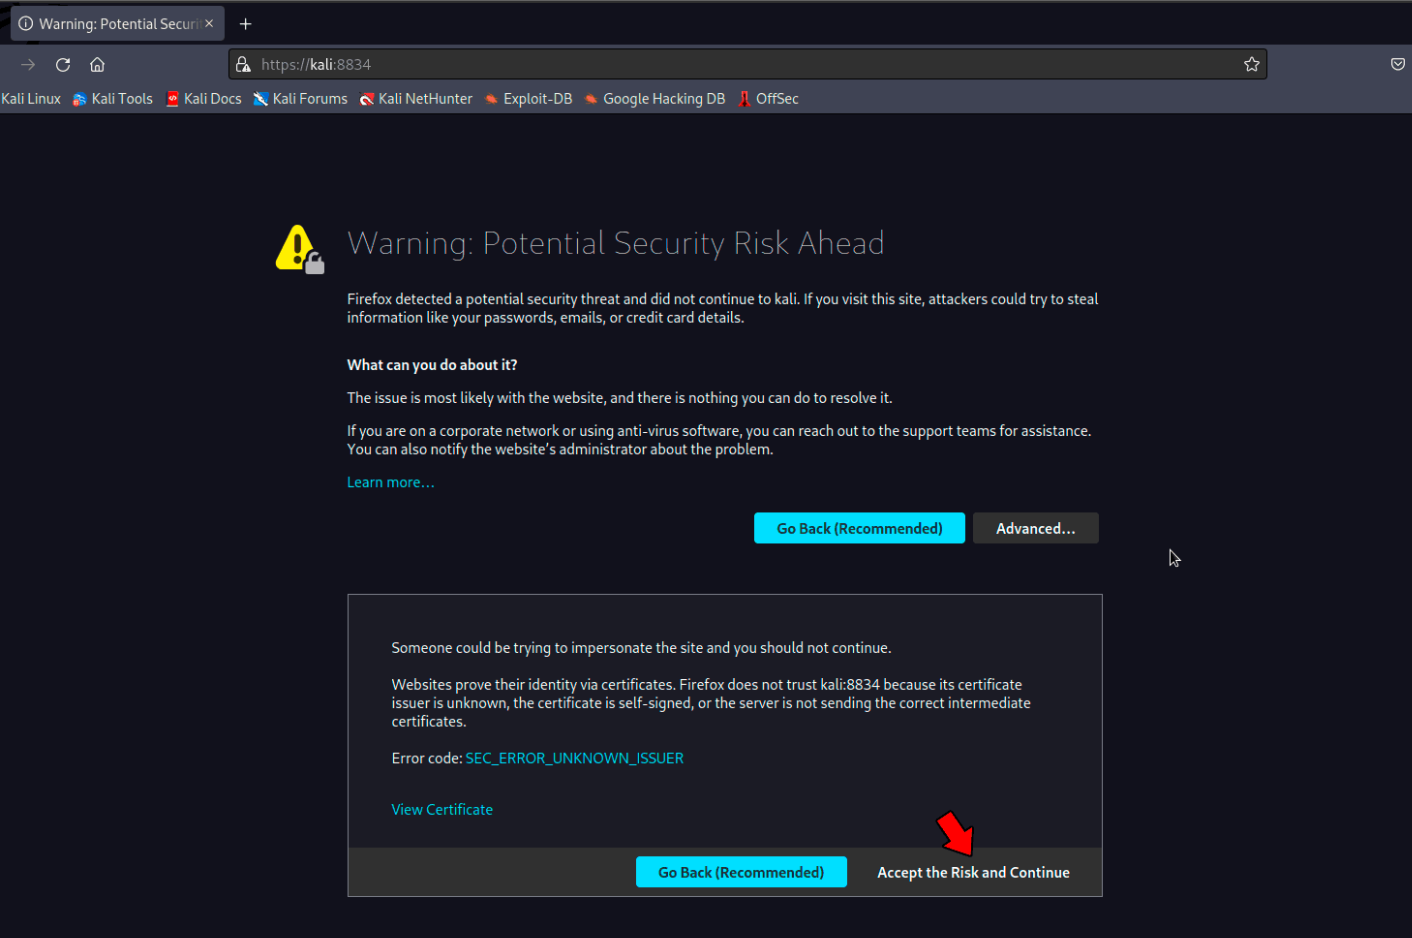 Warning: Potential Securi
https://kali:8834
Kali Linux Kali Tools Kali Docs Kali Forums Kali NetHunter Exploit-DB Google Hacking DB OffSec
Warning: Potential Security Risk Ahead
Firefox detected a potential security threat and did not continue to kali. If you visit this site, attackers could try to steal
information like your passwords, emails, or credit card details.
What can you do about it?
The issue is most likely with the website, and there is nothing you can do to resolve it.
If you are on a corporate network or using anti-virus software, you can reach out to the support teams for assistance.
You can also notify the website’s administrator about the problem.
Learn more…
Go Back (Recommended) Advanced…
Someone could be trying to impersonate the site and you should not continue.
Websites prove their identity via certificates. Firefox does not trust kali:8834 because its certificate
issuer is unknown, the certificate is self-signed, or the server is not sending the correct intermediate
certificates.
Error code: SEC_ERROR_UNKNOWN_ISSUER
View Certificate
Go Back (Recommended) Accept the Risk and Continue